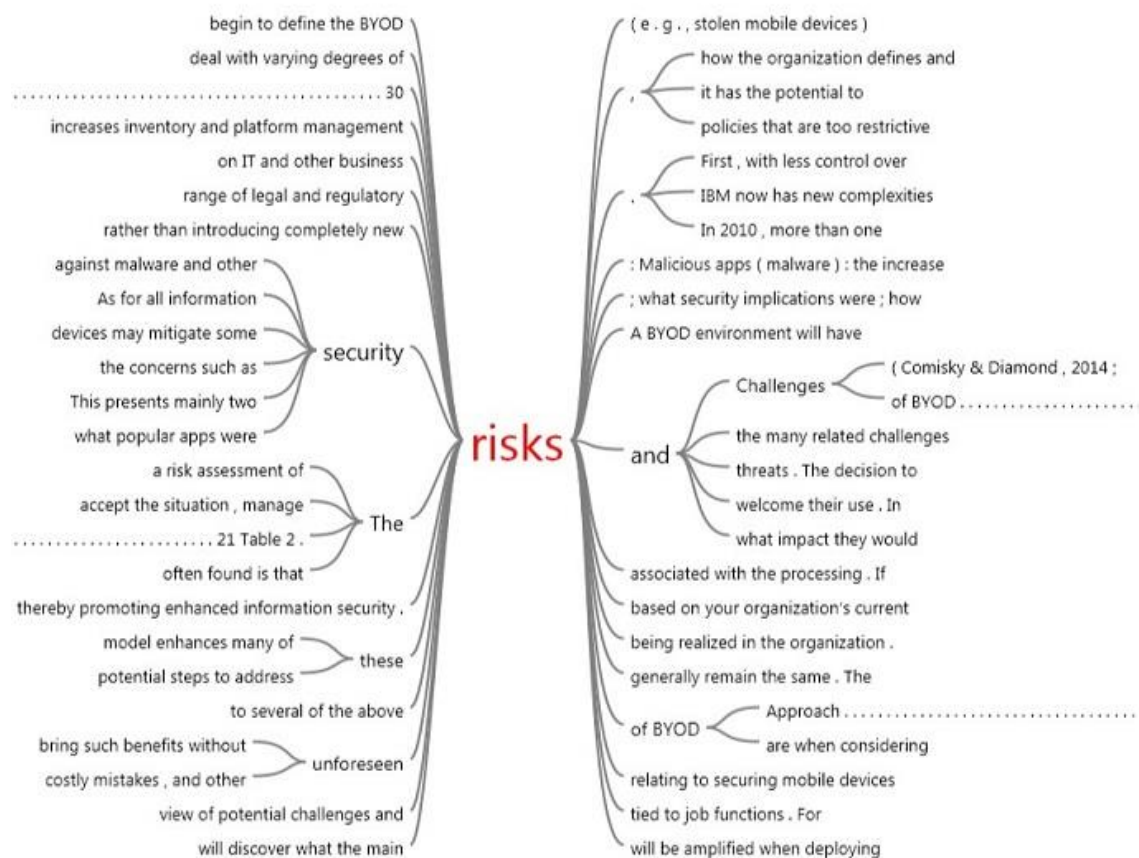 begin to define the BYOD
deal with varying degrees of
. . . . . . . . . . . . . . . . . . . . . . . . . . . . . . . . . . . . . . . . . . . . . . . . . . 30
increases inventory and platform management
on IT and other business
range of legal and regulatory
rather than introducing completely new
against malware and other
As for all information
devices may mitigate some
the concerns such as
This presents mainly two
what popular apps were
security
a risk assessment of
accept the situation , manage
. . . . . . . . . . . . . . . . . . . . . . . . . . . 21 Table 2 .
often found is that
The
thereby promoting enhanced information security .
model enhances many of
potential steps to address
these
to several of the above
bring such benefits without
costly mistakes , and other
unforeseen
view of potential challenges and
will discover what the main
risks
( e . g . , stolen mobile devices )
,
how the organization defines and
it has the potential to
policies that are too restrictive
.
First , with less control over
IBM now has new complexities
In 2010 , more than one
: Malicious apps ( malware ) : the increase
; what security implications were ; how
A BYOD environment will have
and
Challenges
( Comisky & Diamond , 2014 ;
of BYOD . . . . . . . . . . . . . . . . . . . . . . . .
the many related challenges
threats . The decision to
welcome their use . In
what impact they would
associated with the processing . If
based on your organization's current
being realized in the organization .
generally remain the same . The
of BYOD
Approach . . . . . . . . . . . . . . . . . . . . . . . . . . . . . . . . . . . . . . .
are when considering
relating to securing mobile devices
tied to job functions . For
will be amplified when deploying